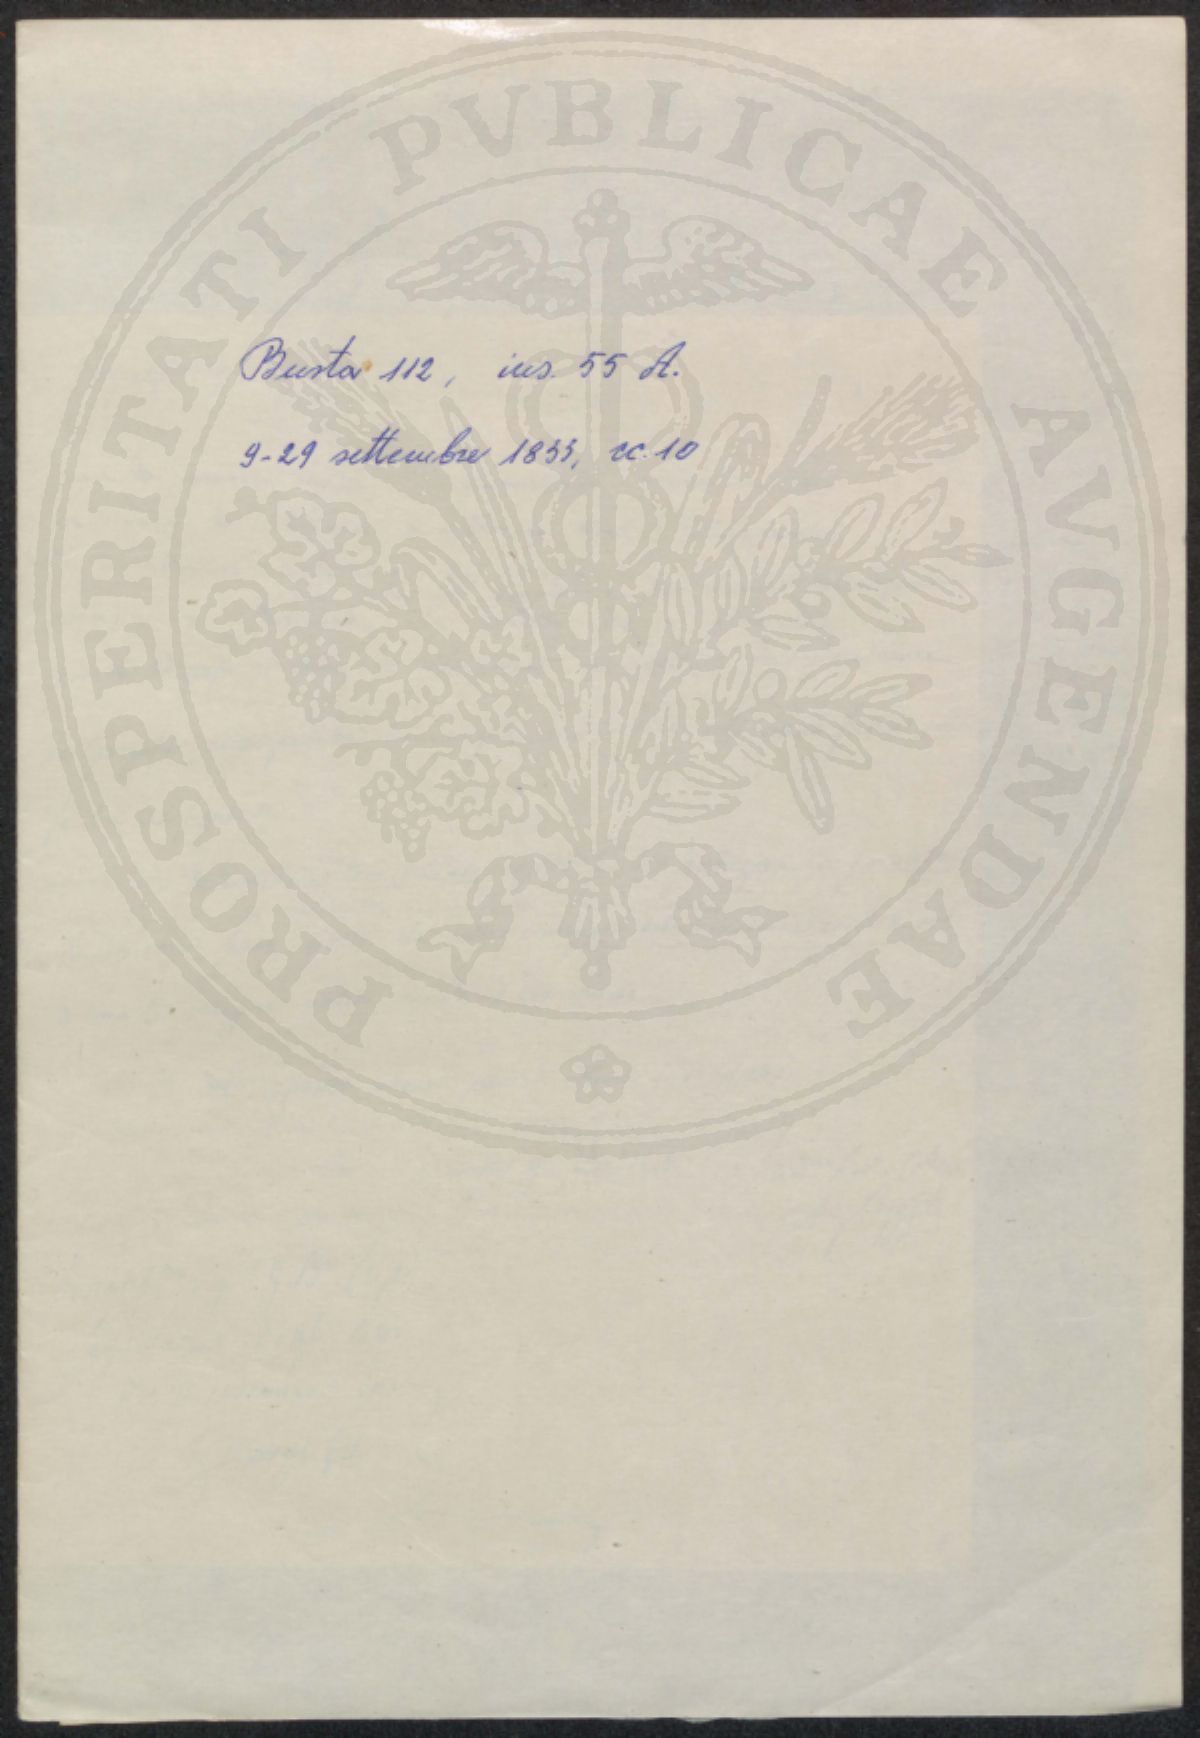 PROSPERITATI PVBLICAE AVGENDAE
Busta 112, ins. 55 A.
9-29 settembre 1833, cc. 10